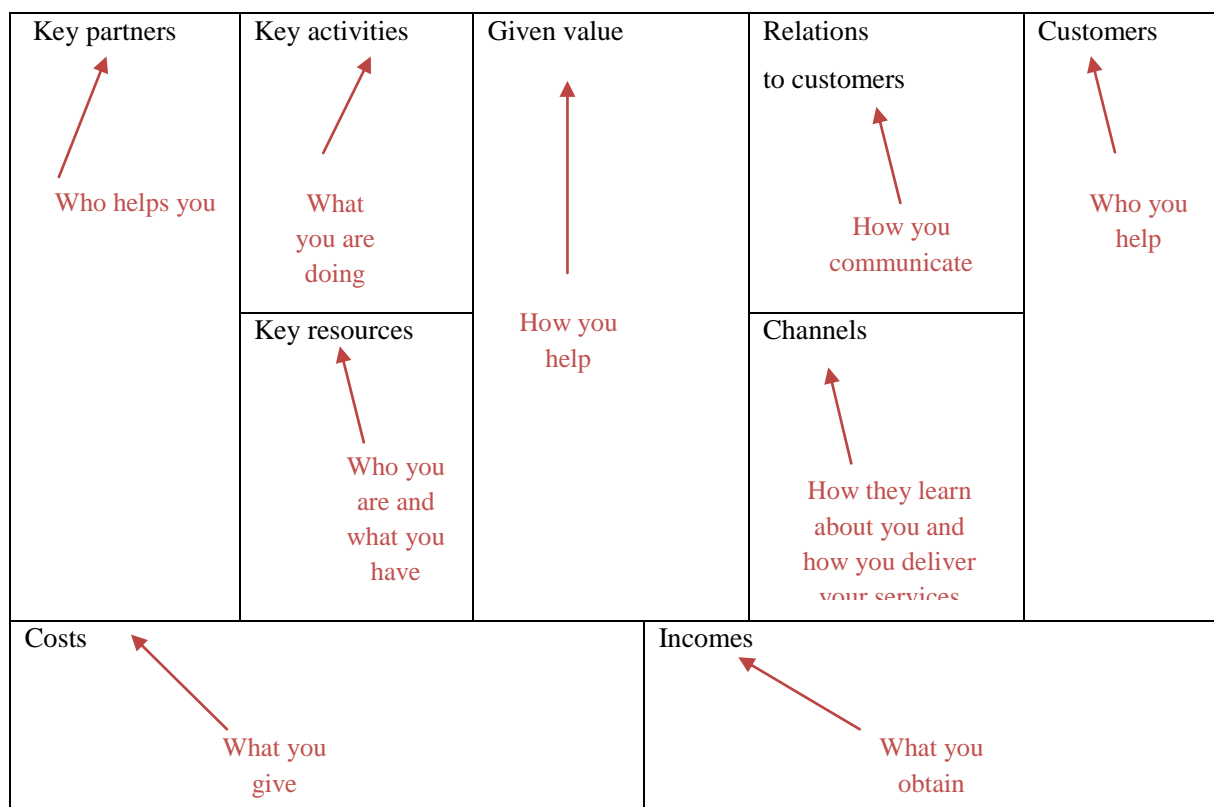 Key partners
Who helps you
Key activities
What
you are
doing
Key resources
Who you
are and
what you
have
Given value
How you
help
Relations
to customers
How you
communicate
Channels
How they learn
about you and
how you deliver
your services
Customers
Who you
help
Costs
What you
give
Incomes
What you
obtain